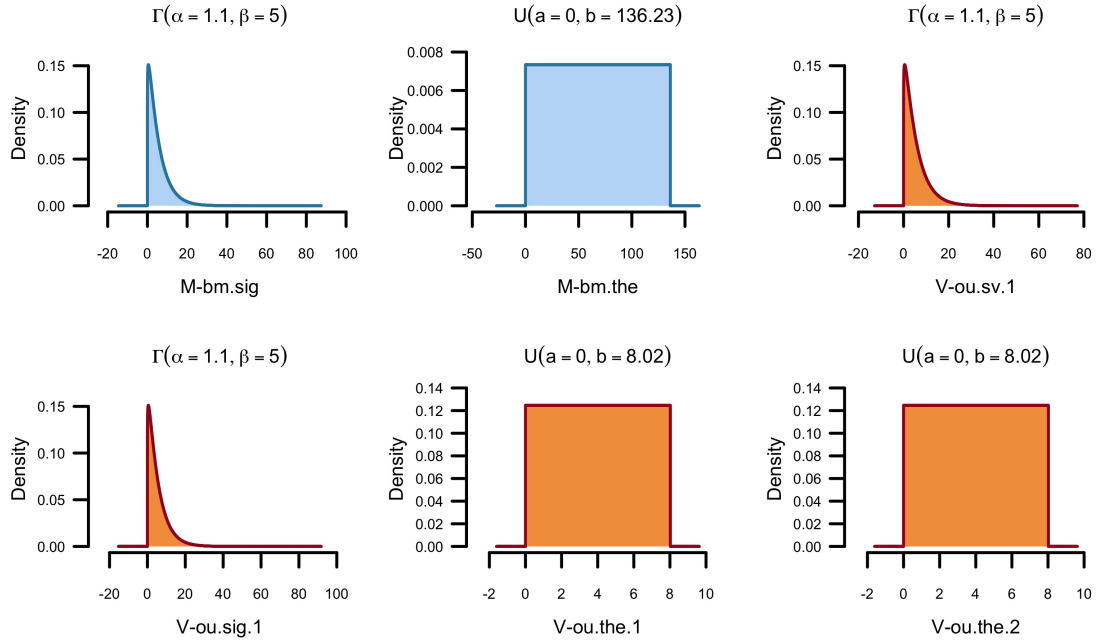 Γ(α = 1.1, β = 5)
Density
0.15
0.10
0.05
0.00
-20 0 20 40 60 80 100
M-bm.sig
U(a = 0, b = 136.23)
Density
0.008
0.006
0.004
0.002
0.000
-50 0 50 100 150
M-bm.the
Γ(α = 1.1, β = 5)
Density
0.15
0.10
0.05
0.00
-20 0 20 40 60 80
V-ou.sv.1
Γ(α = 1.1, β = 5)
Density
0.15
0.10
0.05
0.00
-20 0 20 40 60 80 100
V-ou.sig.1
U(a = 0, b = 8.02)
Density
0.14
0.12
0.10
0.08
0.06
0.04
0.02
0.00
-2 0 2 4 6 8 10
V-ou.the.1
U(a = 0, b = 8.02)
Density
0.14
0.12
0.10
0.08
0.06
0.04
0.02
0.00
-2 0 2 4 6 8 10
V-ou.the.2